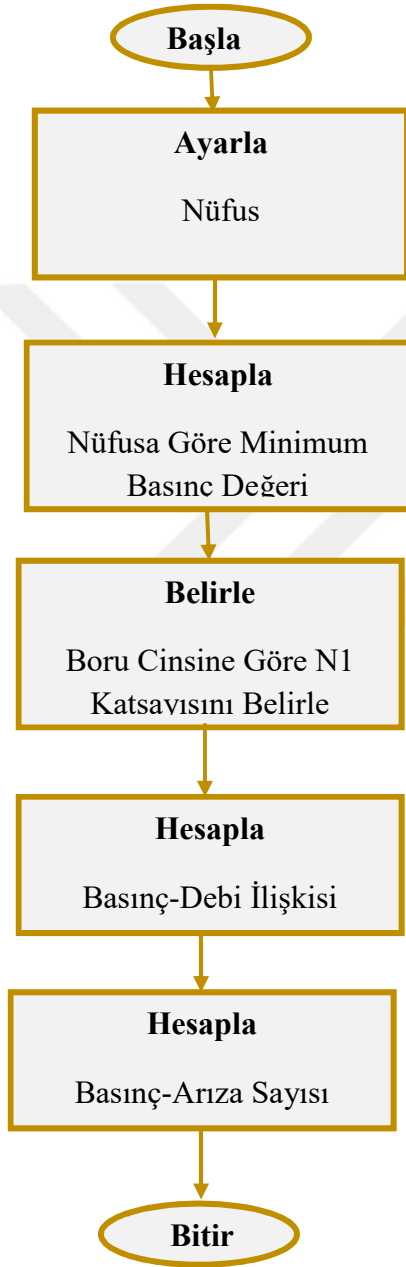 Başla
Ayarla
Nüfus
Hesapla
Nüfusa Göre Minimum
Basınç Değeri
Belirle
Boru Cinsine Göre N1
Katsayısını Belirle
Hesapla
Basınç-Debi İlişkisi
Hesapla
Basınç-Arıza Sayısı
Bitir